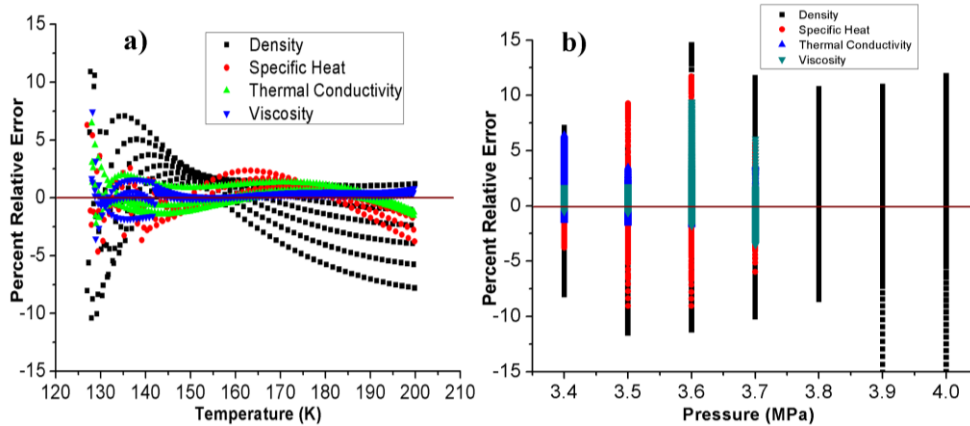 a)
Density
Specific Heat
Thermal Conductivity
Viscosity
15
10
5
0
-5
-10
-15
Percent Relative Error
120 130 140 150 160 170 180 190 200 210
Temperature (K)
b)
Density
Specific Heat
Thermal Conductivity
Viscosity
15
10
5
0
-5
-10
-15
Percent Relative Error
3.4 3.5 3.6 3.7 3.8 3.9 4.0
Pressure (MPa)